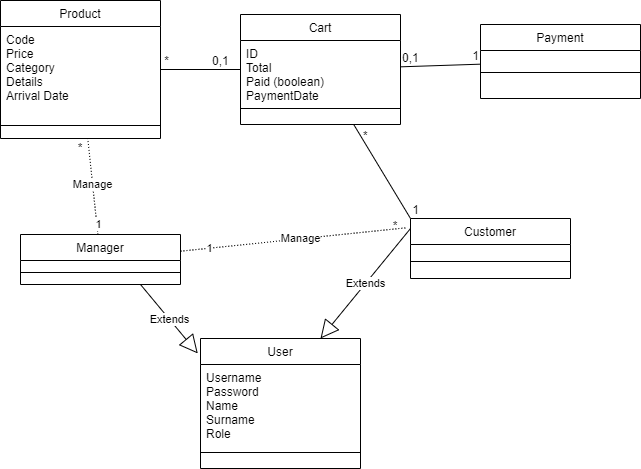 Product
Code
Price
Category
Details
Arrival Date
*
0,1
Cart
ID
Total
Paid (boolean)
PaymentDate
0,1
1
Payment
*
Manage
1
*
1
Manager
1
Manage
*
Customer
Extends
Extends
User
Username
Password
Name
Surname
Role